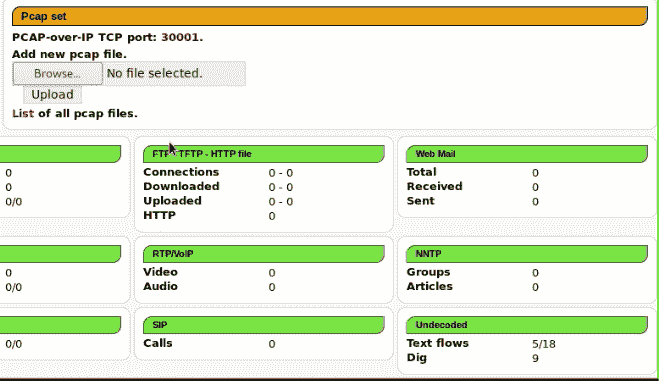 Pcap set
PCAP-over-IP TCP port: 30001.
Add new pcap file.
Browse... No file selected.
Upload
List of all pcap files.
FTP - TFTP - HTTP file
Web Mail
0
Connections 0 - 0
Total 0
0
Downloaded 0 - 0
Received 0
0/0
Uploaded 0 - 0
Sent 0
HTTP 0
RTP/VoIP
NNTP
0
Video 0
Groups 0
0/0
Audio 0
Articles 0
SIP
Undecoded
0/0
Calls 0
Text flows 5/18
Dig 9